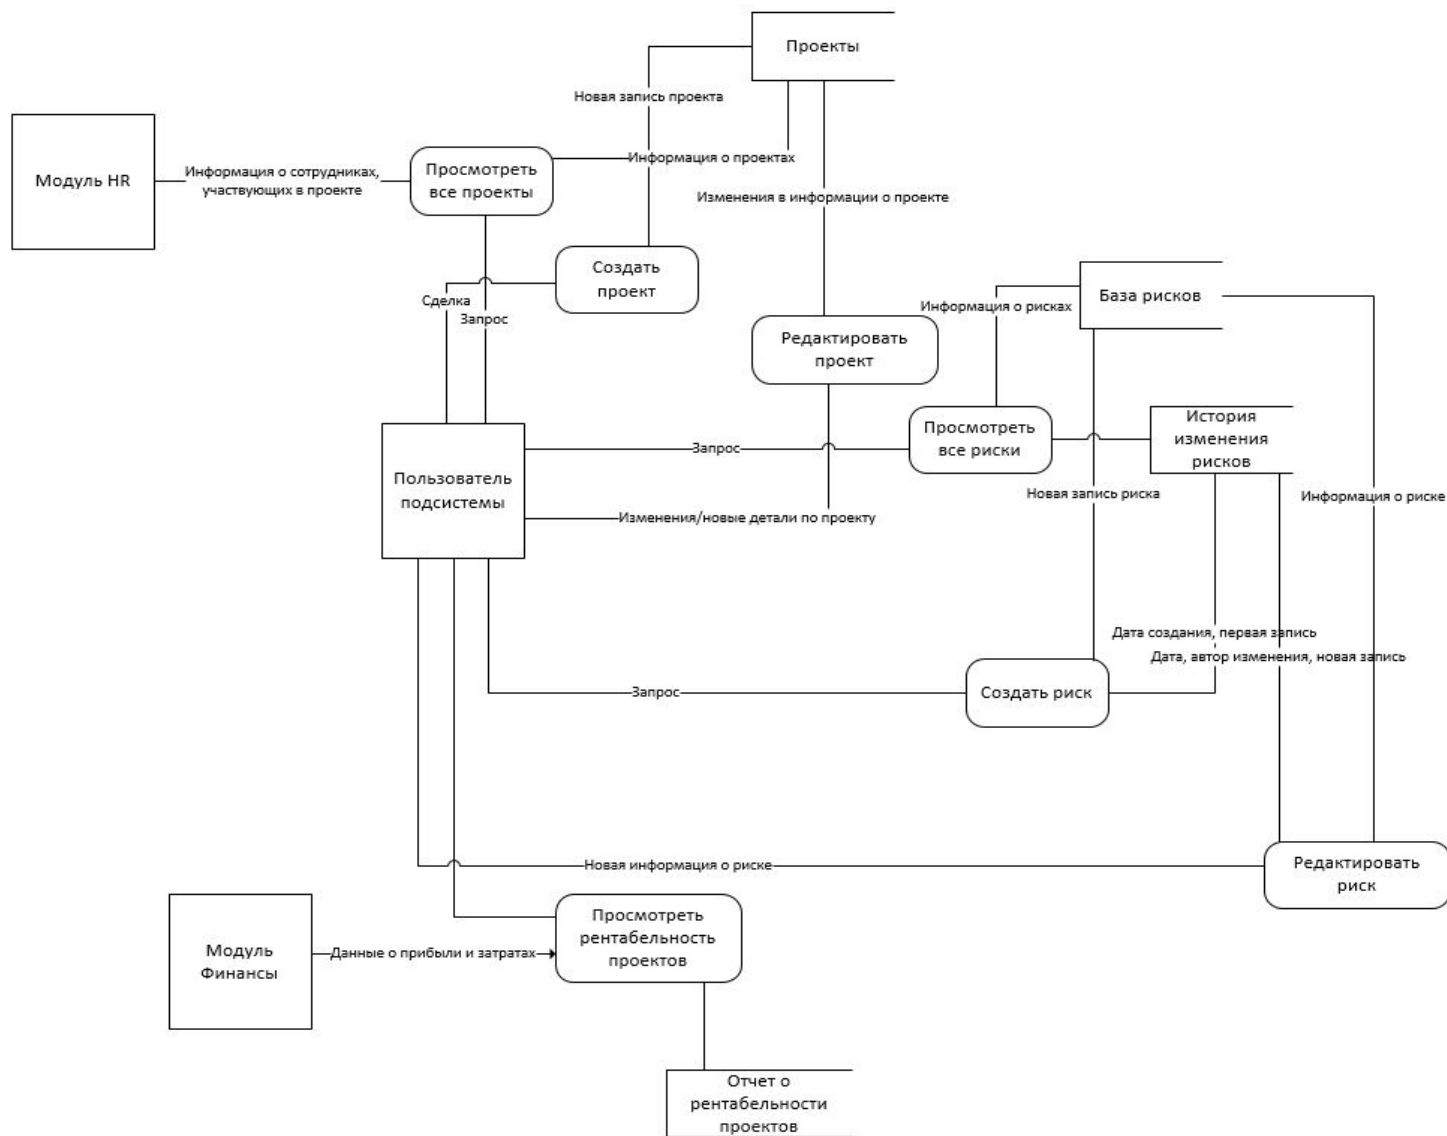 Проекты
Новая запись проекта
Модуль HR
Информация о сотрудниках,
участвующих в проекте
Просмотреть
все проекты
Информация о проектах
Изменения в информации о проекте
Создать
проект
Сделка
Запрос
База рисков
Информация о рисках
Редактировать
проект
Просмотреть
все риски
История
изменения
рисков
Запрос
Пользователь
подсистемы
Новая запись риска
Информация о риске
Изменения/новые детали по проекту
Дата создания, первая запись
Дата, автор изменения, новая запись
Запрос
Создать риск
Новая информация о риске
Редактировать
риск
Просмотреть
рентабельность
проектов
Модуль
Финансы
Данные о прибыли и затратах
Отчет о
рентабельности
проектов